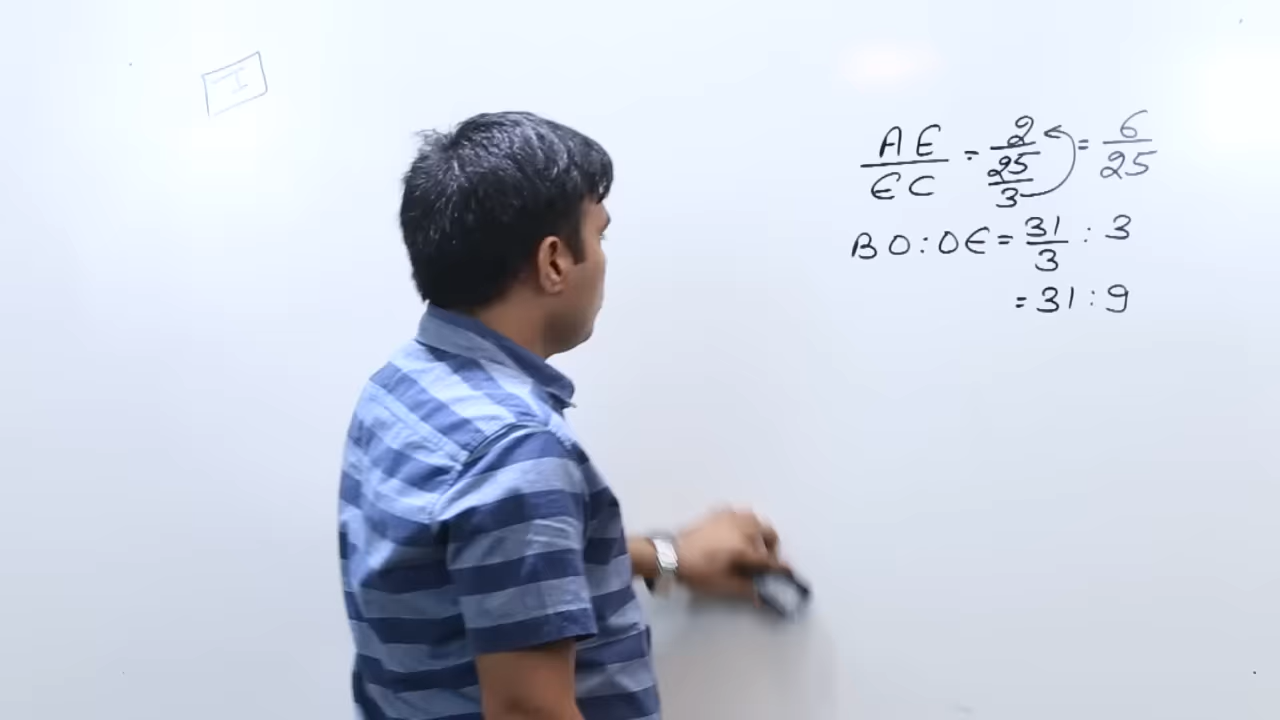 I
AE/EC = 2/(25/3) = 6/25
BO : OE = 31/3 : 3
= 31 : 9